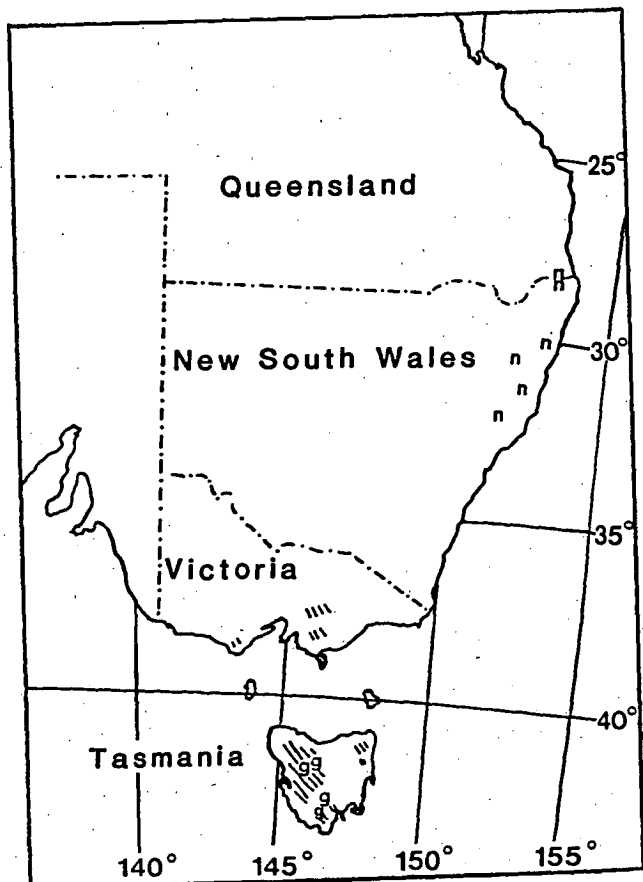 25°
Queensland
n
n
30°
New South Wales
n
n
n
35°
Victoria
40°
Tasmania
g g
g
g
140° 145° 150° 155°